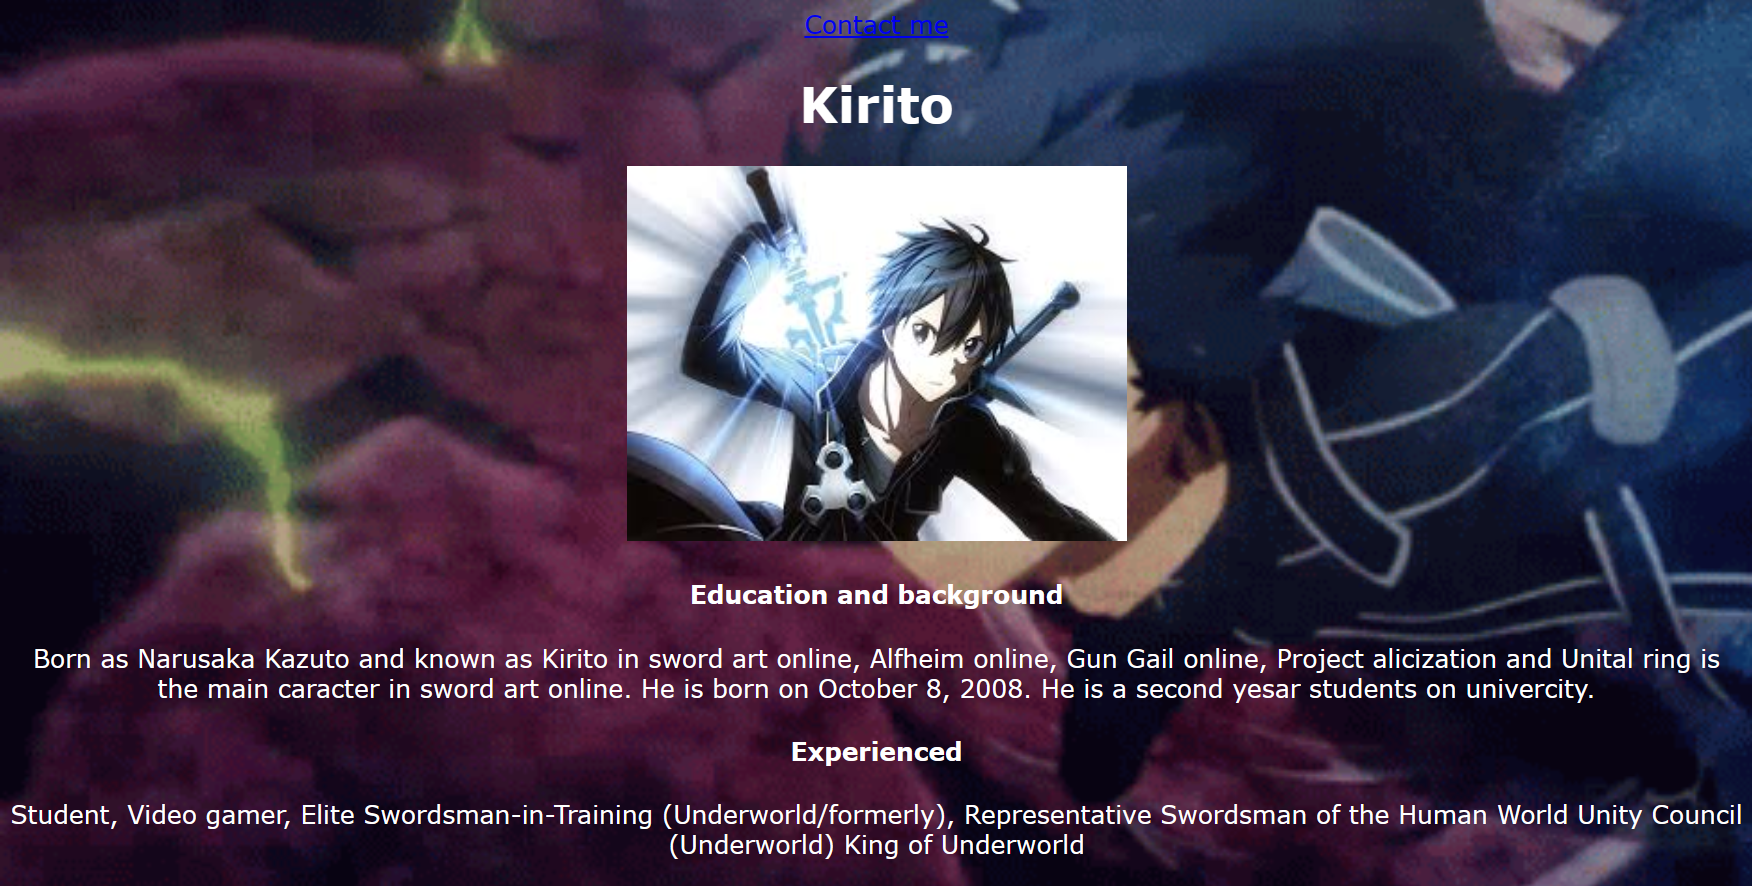 Contact me
Kirito
Education and background
Born as Narusaka Kazuto and known as Kirito in sword art online, Alfheim online, Gun Gail online, Project alicization and Unital ring is
the main caracter in sword art online. He is born on October 8, 2008. He is a second yesar students on univercity.
Experienced
Student, Video gamer, Elite Swordsman-in-Training (Underworld/formerly), Representative Swordsman of the Human World Unity Council
(Underworld) King of Underworld